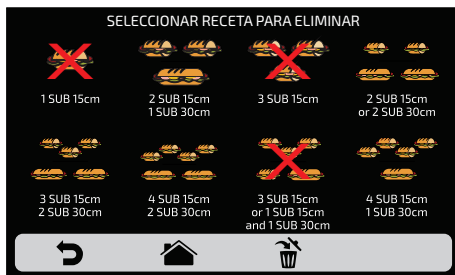 SELECCIONAR RECETA PARA ELIMINAR
1 SUB 15cm
2 SUB 15cm
1 SUB 30cm
3 SUB 15cm
2 SUB 15cm
or 2 SUB 30cm
3 SUB 15cm
2 SUB 30cm
4 SUB 15cm
2 SUB 30cm
3 SUB 15cm
or 1 SUB 15cm
and 1 SUB 30cm
4 SUB 15cm
1 SUB 30cm